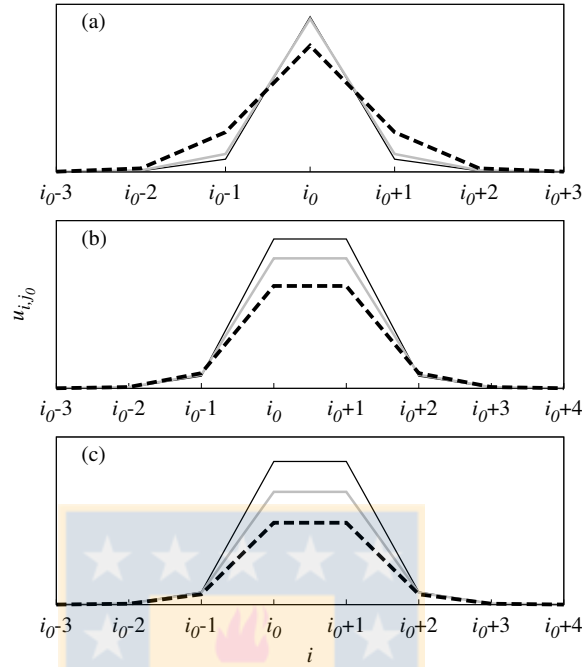 (a)
i₀-3 i₀-2 i₀-1 i₀ i₀+1 i₀+2 i₀+3
(b)
i₀-3 i₀-2 i₀-1 i₀ i₀+1 i₀+2 i₀+3 i₀+4
u_{i,j₀}
(c)
i₀-3 i₀-2 i₀-1 i₀ i₀+1 i₀+2 i₀+3 i₀+4
i